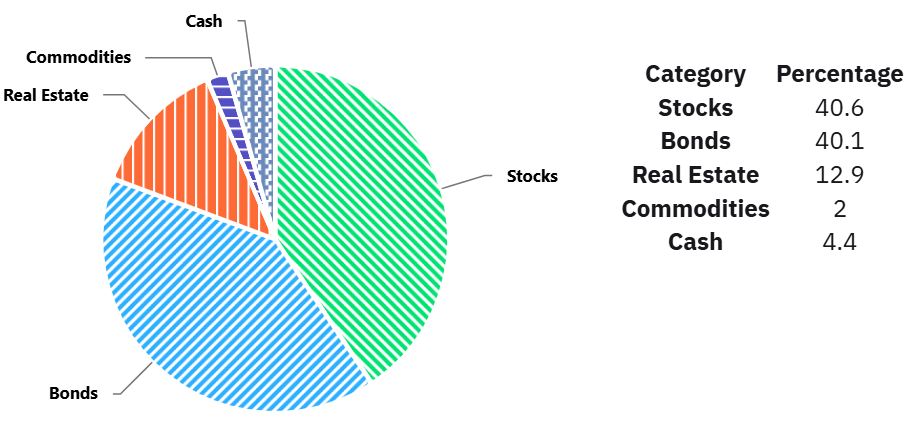 Cash
Commodities
Real Estate
Stocks
Bonds
Category Percentage
Stocks 40.6
Bonds 40.1
Real Estate 12.9
Commodities 2
Cash 4.4